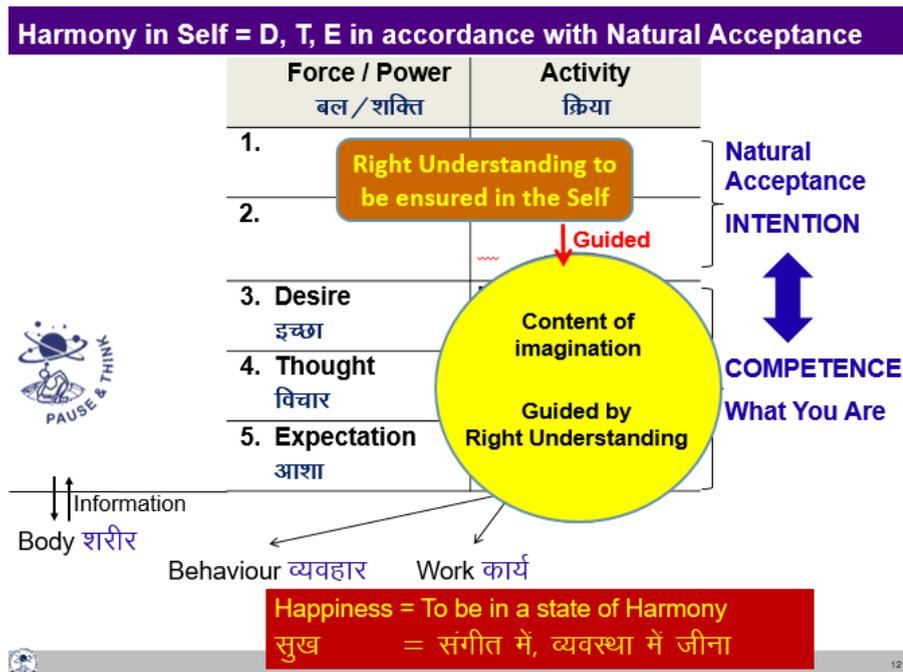 Harmony in Self = D, T, E in accordance with Natural Acceptance
Force / Power
बल / शक्ति
Activity
क्रिया
1.
Right Understanding to
be ensured in the Self
Natural
Acceptance
INTENTION
2.
Guided
3. Desire
इच्छा
4. Thought
विचार
5. Expectation
आशा
Content of
imagination
Guided by
Right Understanding
COMPETENCE
What You Are
PAUSE & THINK
Information
Body शरीर
Behaviour व्यवहार
Work कार्य
Happiness = To be in a state of Harmony
सुख = संगीत में, व्यवस्था में जीना
12